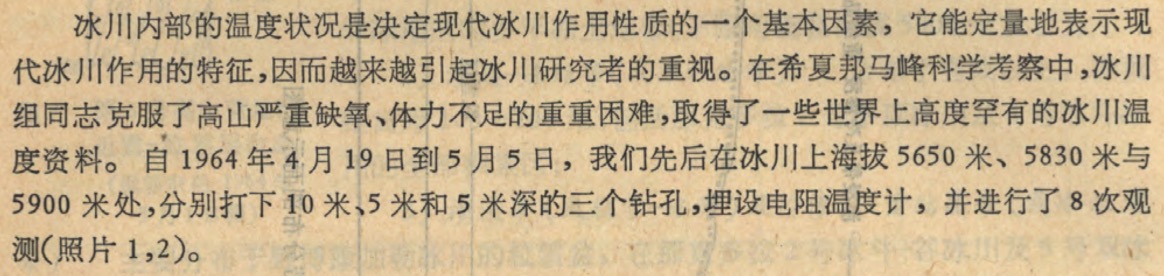 冰川内部的温度状况是决定现代冰川作用性质的一个基本因素，它能定量地表示现
代冰川作用的特征,因而越来越引起冰川研究者的重视。在希夏邦马峰科学考察中,冰川
组同志克服了高山严重缺氧、体力不足的重重困难,取得了一些世界上高度罕有的冰川温
度资料。自 1964 年 4 月 19 日到 5 月 5 日，我们先后在冰川上海拔 5650 米、5830 米与
5900 米处,分别打下 10 米、5 米和 5 米深的三个钻孔,埋设电阻温度计，并进行了 8 次观
测(照片 1,2)。